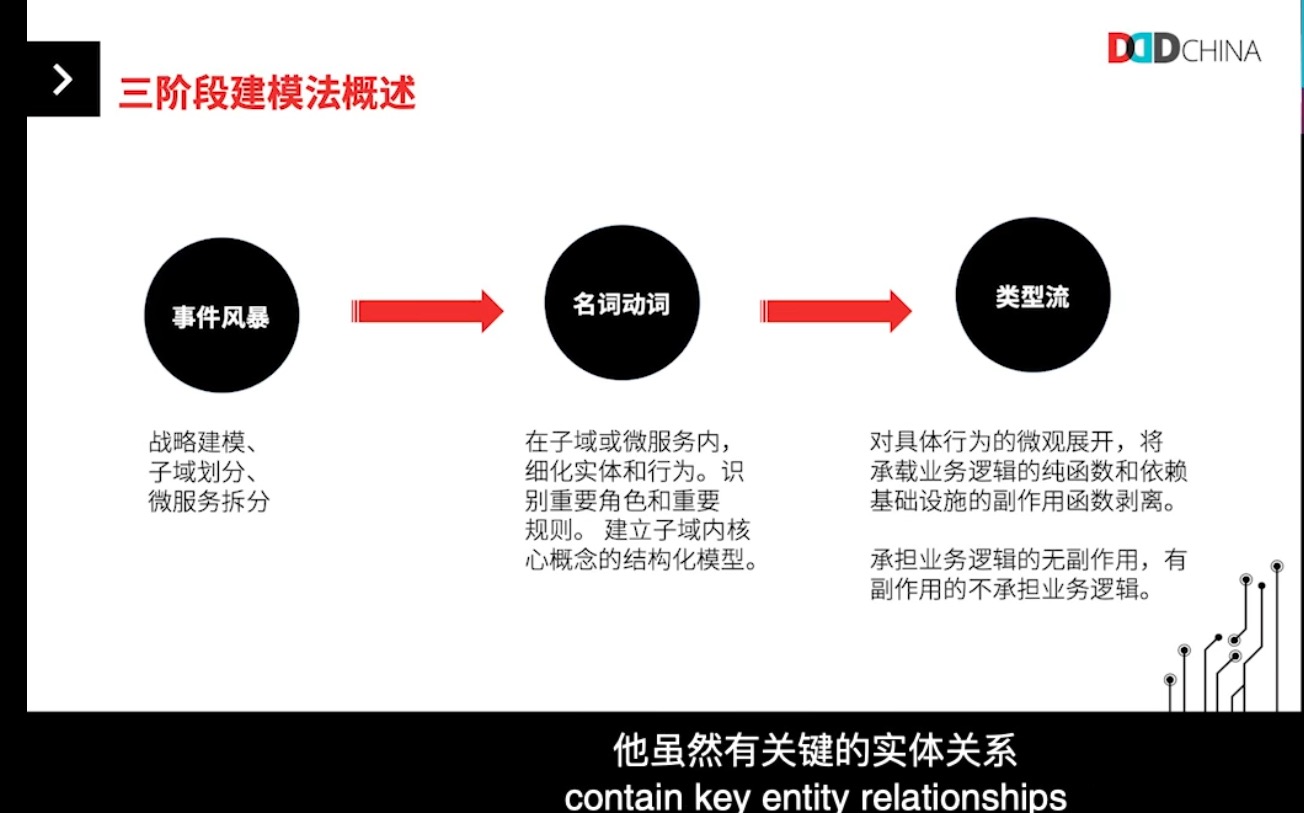 DDDCHINA
三阶段建模法概述
事件风暴
名词动词
类型流
战略建模、
子域划分、
微服务拆分
在子域或微服务内，
细化实体和行为。识
别重要角色和重要
规则。 建立子域内核
心概念的结构化模型。
对具体行为的微观展开，将
承载业务逻辑的纯函数和依赖
基础设施的副作用函数剥离。
承担业务逻辑的无副作用，有
副作用的不承担业务逻辑。
他虽然有关键的实体关系
contain key entity relationships